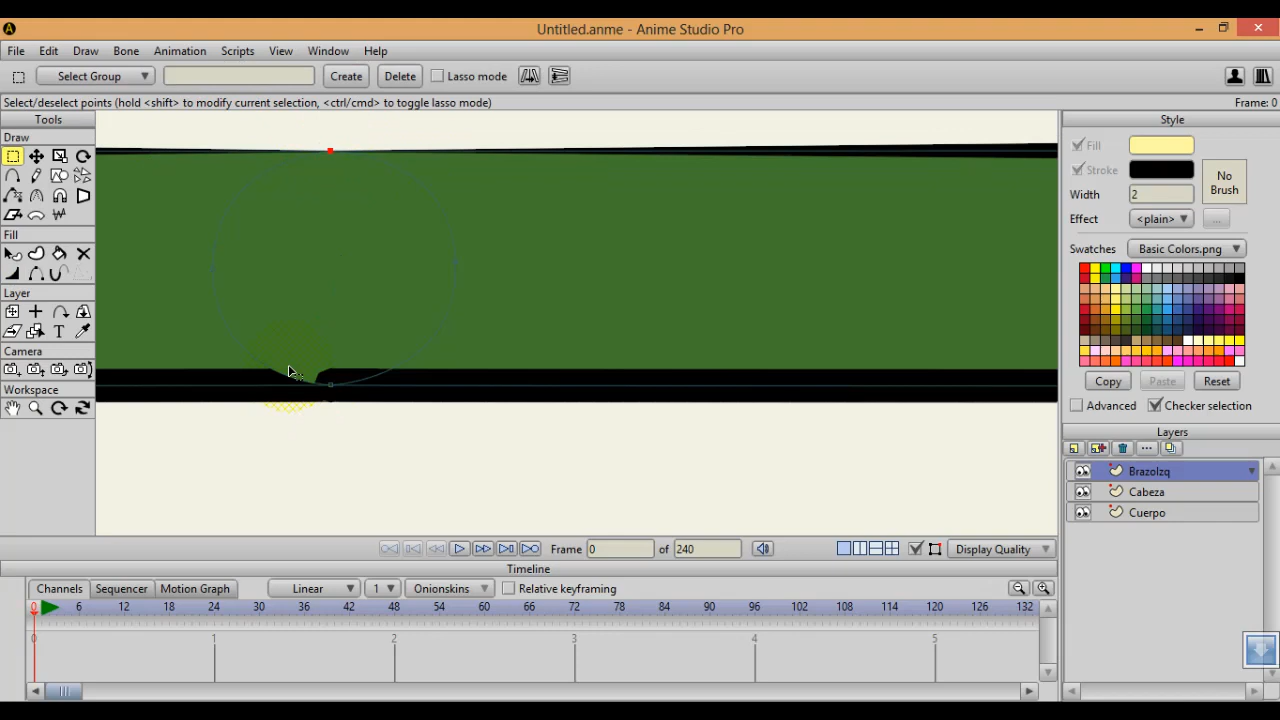 Untitled.anme - Anime Studio Pro
File Edit Draw Bone Animation Scripts View Window Help
Select Group Create Delete Lasso mode
Select/deselect points (hold <shift> to modify current selection, <ctrl/cmd> to toggle lasso mode) Frame: 0
Tools
Draw
Fill
Layer
Camera
Workspace
Style
Fill
Stroke
No Brush
Width 2
Effect <plain> ...
Swatches Basic Colors.png
Copy Paste Reset
Advanced Checker selection
Layers
BrazoIzq
Cabeza
Cuerpo
Frame 0 of 240 Display Quality
Timeline
Channels Sequencer Motion Graph Linear 1 Onionskins Relative keyframing
0 6 12 18 24 30 36 42 48 54 60 66 72 78 84 90 96 102 108 114 120 126 132
0 1 2 3 4 5